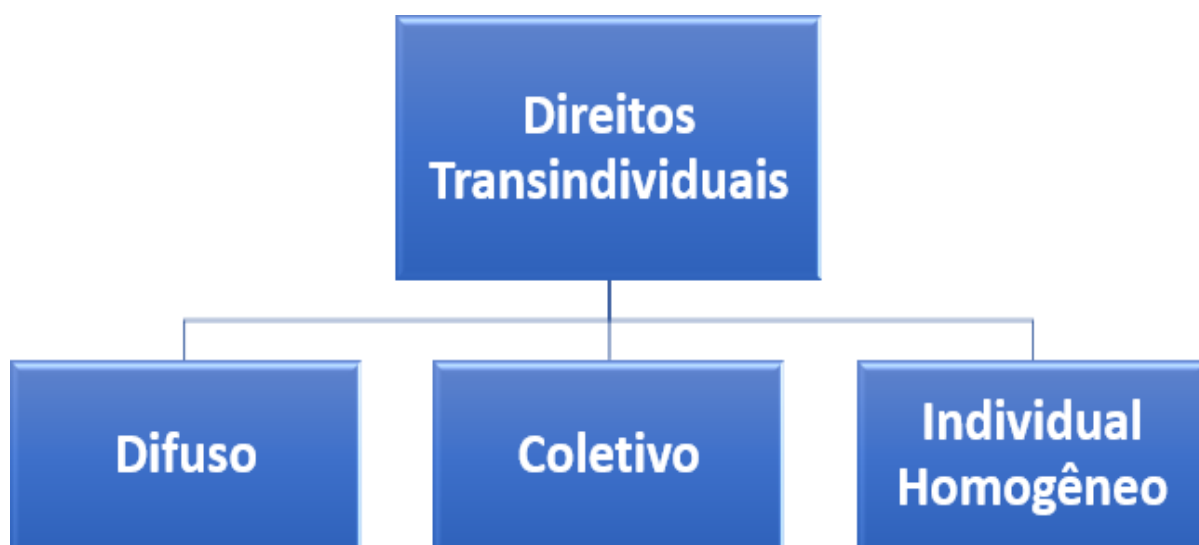 Direitos
Transindividuais
Difuso
Coletivo
Individual
Homogêneo